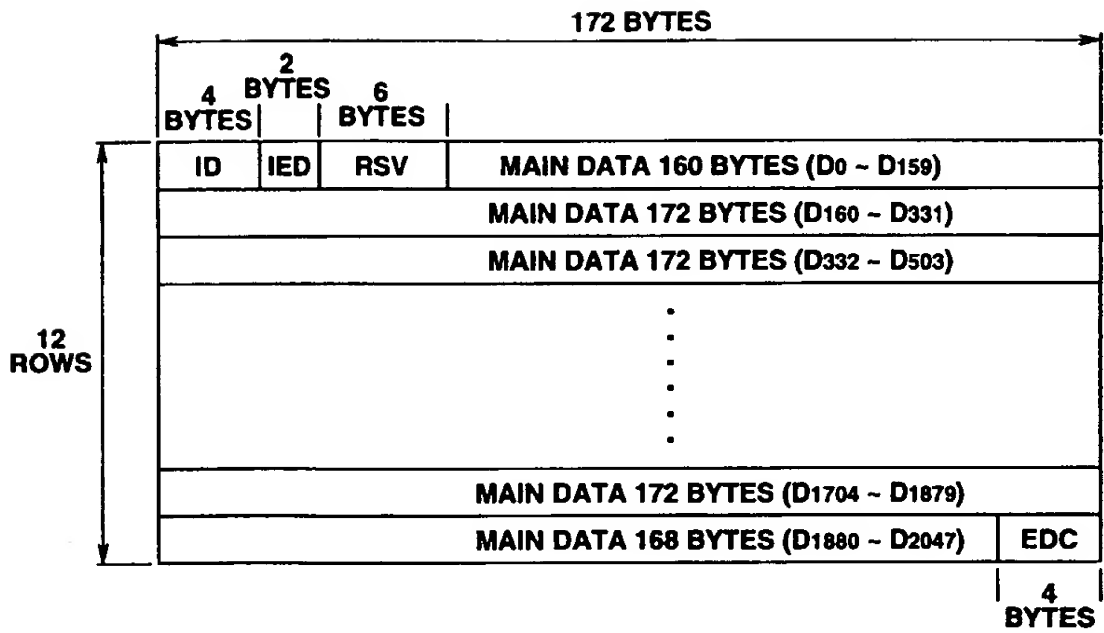 172 BYTES
4 BYTES
2 BYTES
6 BYTES
ID IED RSV MAIN DATA 160 BYTES (D0 ~ D159)
MAIN DATA 172 BYTES (D160 ~ D331)
MAIN DATA 172 BYTES (D332 ~ D503)
12
ROWS
MAIN DATA 172 BYTES (D1704 ~ D1879)
MAIN DATA 168 BYTES (D1880 ~ D2047) EDC
4
BYTES